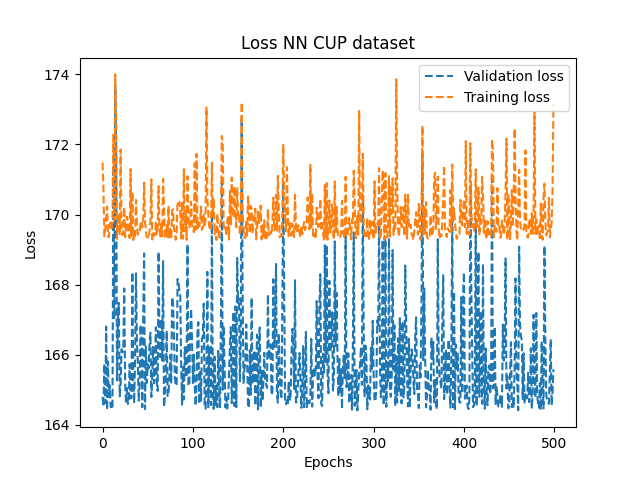 Loss NN CUP dataset
Validation loss
Training loss
174
172
170
168
166
164
Loss
0 100 200 300 400 500
Epochs